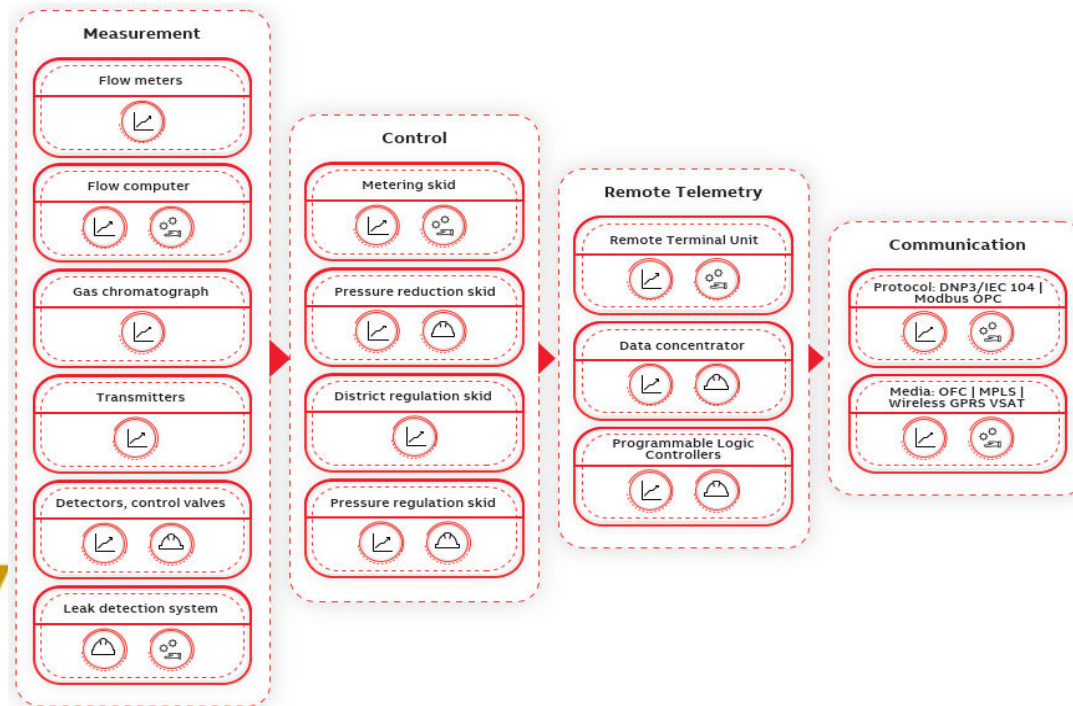 Measurement
Flow meters
Flow computer
Gas chromatograph
Transmitters
Detectors, control valves
Leak detection system
Control
Metering skid
Pressure reduction skid
District regulation skid
Pressure regulation skid
Remote Telemetry
Remote Terminal Unit
Data concentrator
Programmable Logic
Controllers
Communication
Protocol: DNP3/IEC 104 |
Modbus OPC
Media: OFC | MPLS |
Wireless GPRS VSAT